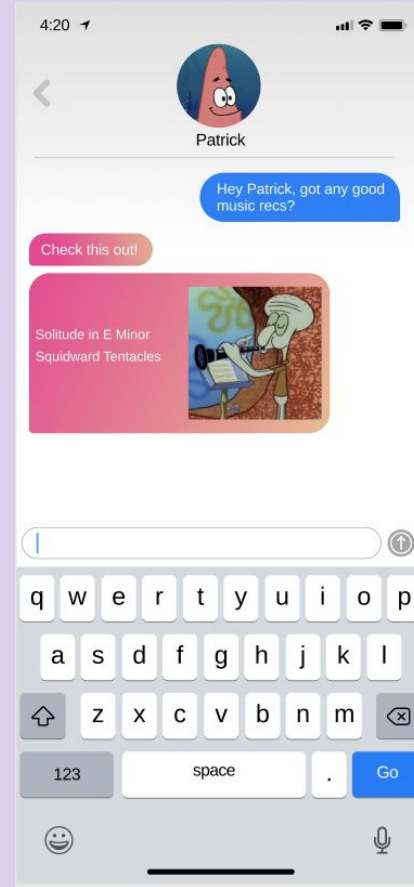 4:20
Patrick
Hey Patrick, got any good
music recs?
Check this out!
Solitude in E Minor
Squidward Tentacles
q w e r t y u i o p
a s d f g h j k l
z x c v b n m
123 space . Go